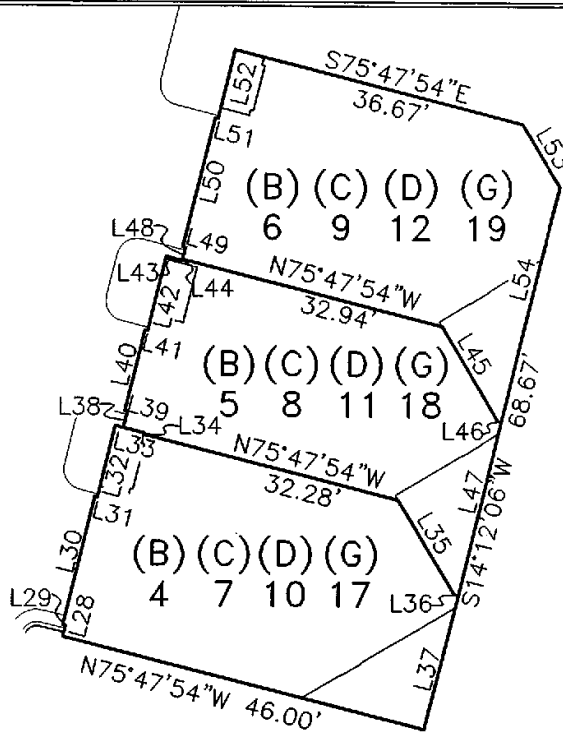 S75°47'54"E
36.67'
L52
L53
L51
L50
(B) (C) (D) (G)
6 9 12 19
L48
L49
L54
L43
L44
N75°47'54"W
32.94'
L42
L41
L40
L45
(B) (C) (D) (G)
5 8 11 18
68.67'
L38
L39
L34
L46
L33
N75°47'54"W
32.28'
L32
L47
S14°12'06"W
L31
L30
L35
(B) (C) (D) (G)
4 7 10 17
L29
L28
L36
L37
N75°47'54"W 46.00'